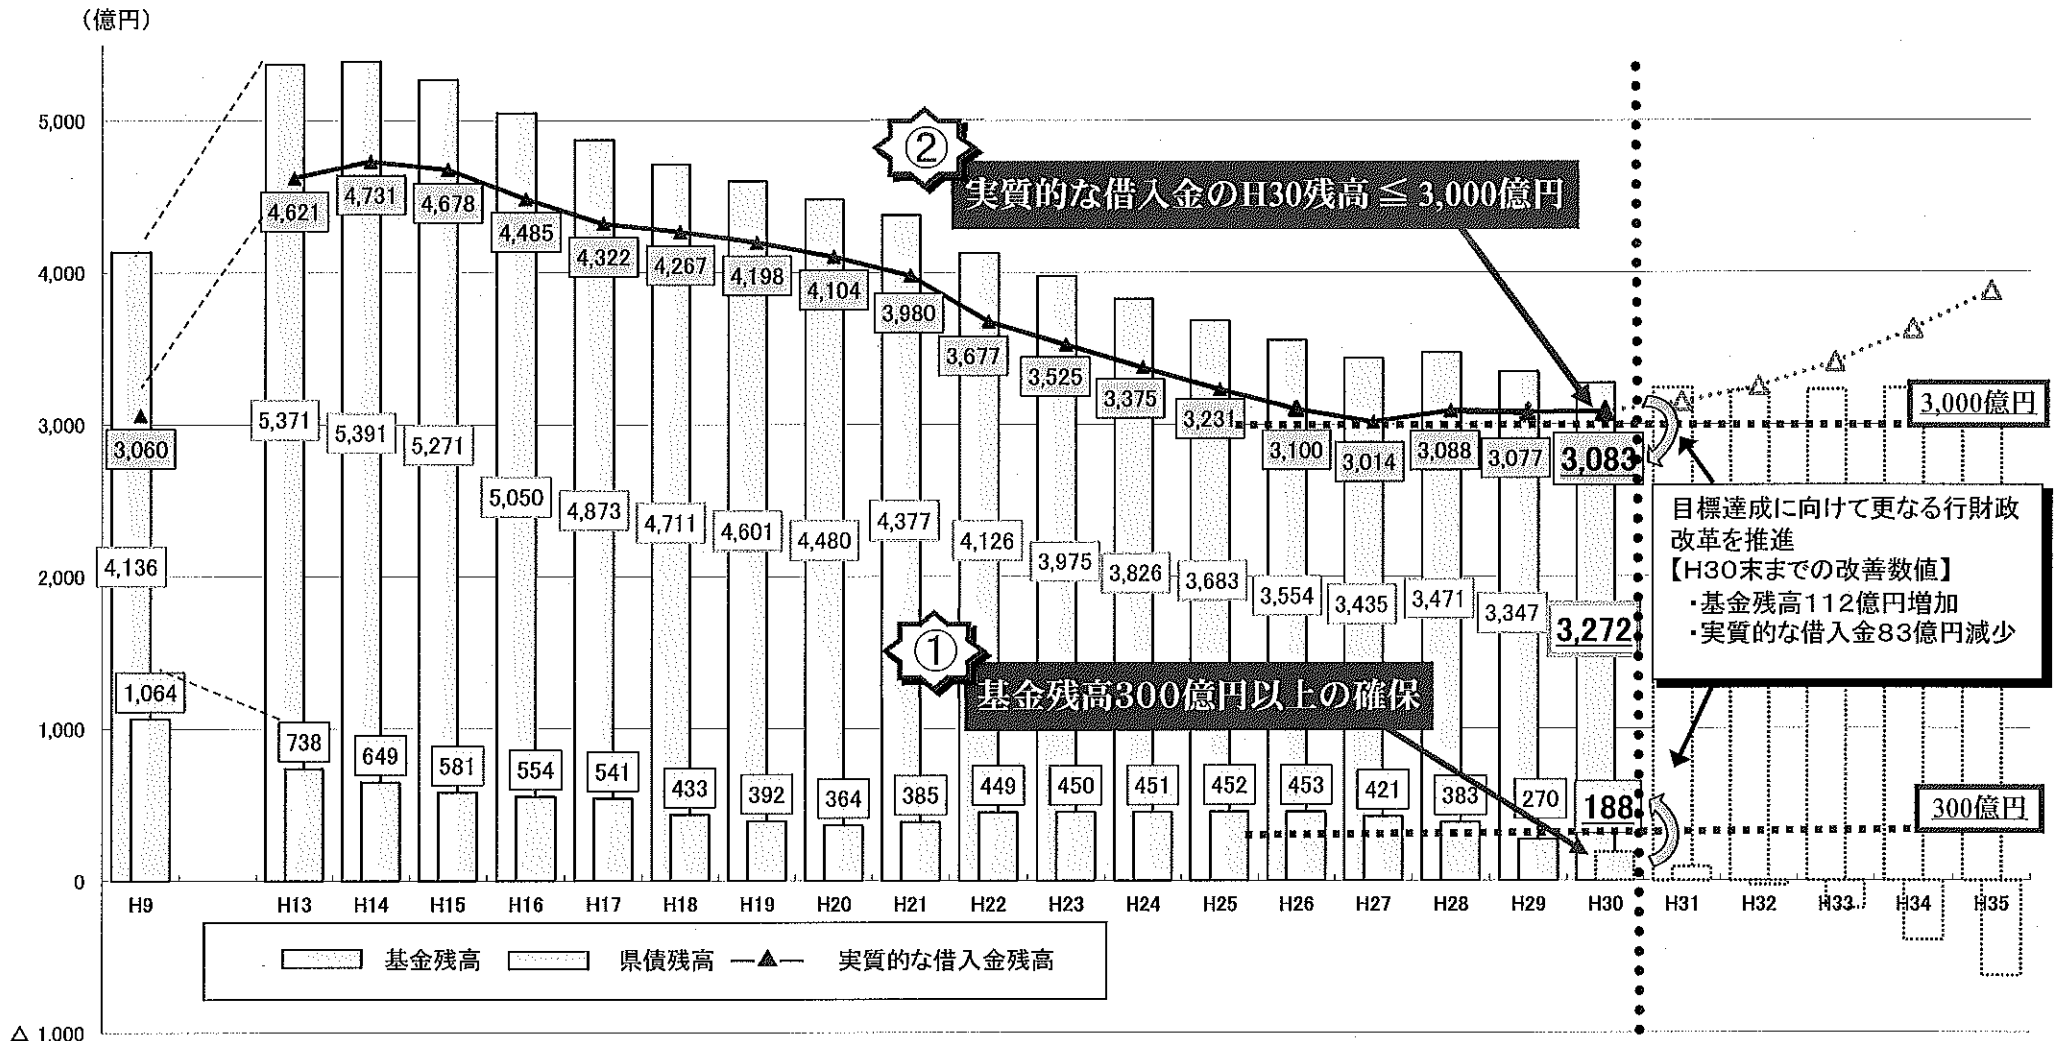 （億円）
5,000
4,000
3,000
2,000
1,000
0
△ 1,000
②
実質的な借入金のH30残高 ≦ 3,000億円
①
基金残高300億円以上の確保
3,060
4,621
4,731
4,678
4,485
4,322
4,267
4,198
4,104
3,980
3,677
3,525
3,375
3,231
3,100
3,014
3,088
3,077
3,083
4,136
5,371
5,391
5,271
5,050
4,873
4,711
4,601
4,480
4,377
4,126
3,975
3,826
3,683
3,554
3,435
3,471
3,347
3,272
1,064
738
649
581
554
541
433
392
364
385
449
450
451
452
453
421
383
270
188
3,000億円
目標達成に向けて更なる行財政
改革を推進
【H30末までの改善数値】
・基金残高112億円増加
・実質的な借入金83億円減少
300億円
H9
H13
H14
H15
H16
H17
H18
H19
H20
H21
H22
H23
H24
H25
H26
H27
H28
H29
H30
H31
H32
H33
H34
H35
基金残高 県債残高 実質的な借入金残高